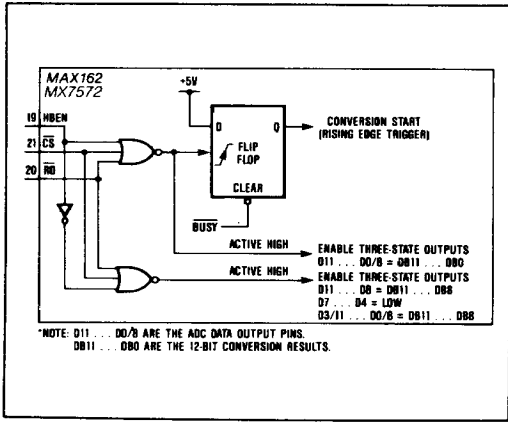 MAX162
MX7572
+5V
19 HBEN
21 CS
20 RD
D
Q
CONVERSION START
(RISING EDGE TRIGGER)
FLIP
FLOP
CLEAR
BUSY
ACTIVE HIGH
ENABLE THREE-STATE OUTPUTS
D11 ... D0/8 = DB11 ... DB0
ACTIVE HIGH
ENABLE THREE-STATE OUTPUTS
D11 ... D8 = DB11 ... DB8
D7 ... D4 = LOW
D3/11 ... D0/8 = DB11 ... DB8
*NOTE: D11 ... D0/8 ARE THE ADC DATA OUTPUT PINS.
DB11 ... DB0 ARE THE 12-BIT CONVERSION RESULTS.